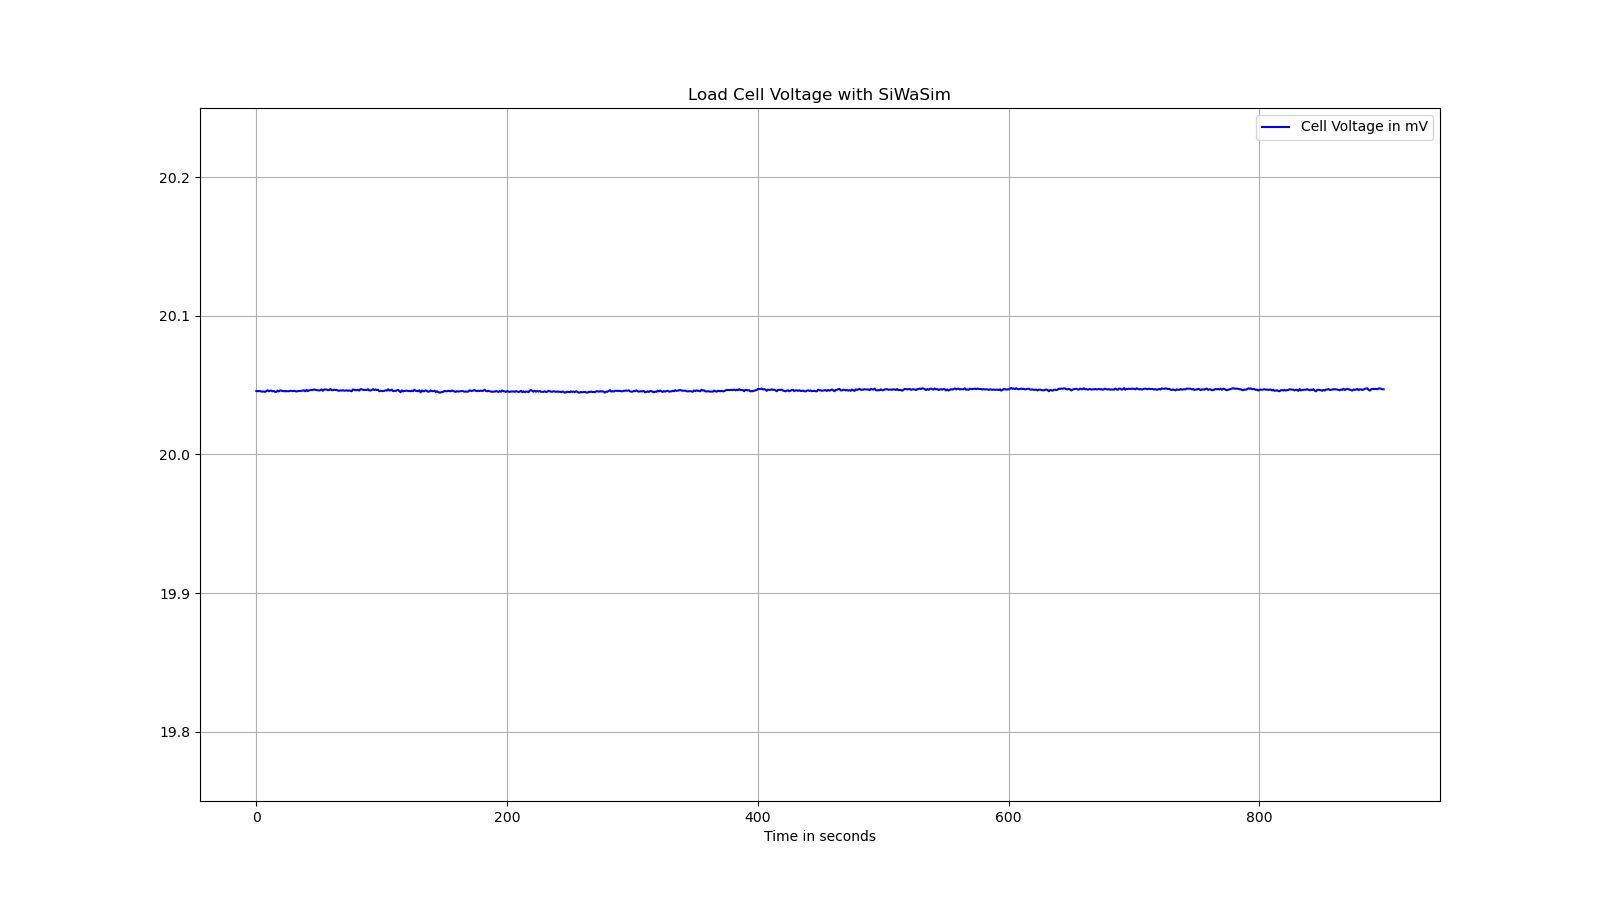 Load Cell Voltage with SiWaSim
Cell Voltage in mV
20.2
20.1
20.0
19.9
19.8
0 200 400 600 800
Time in seconds